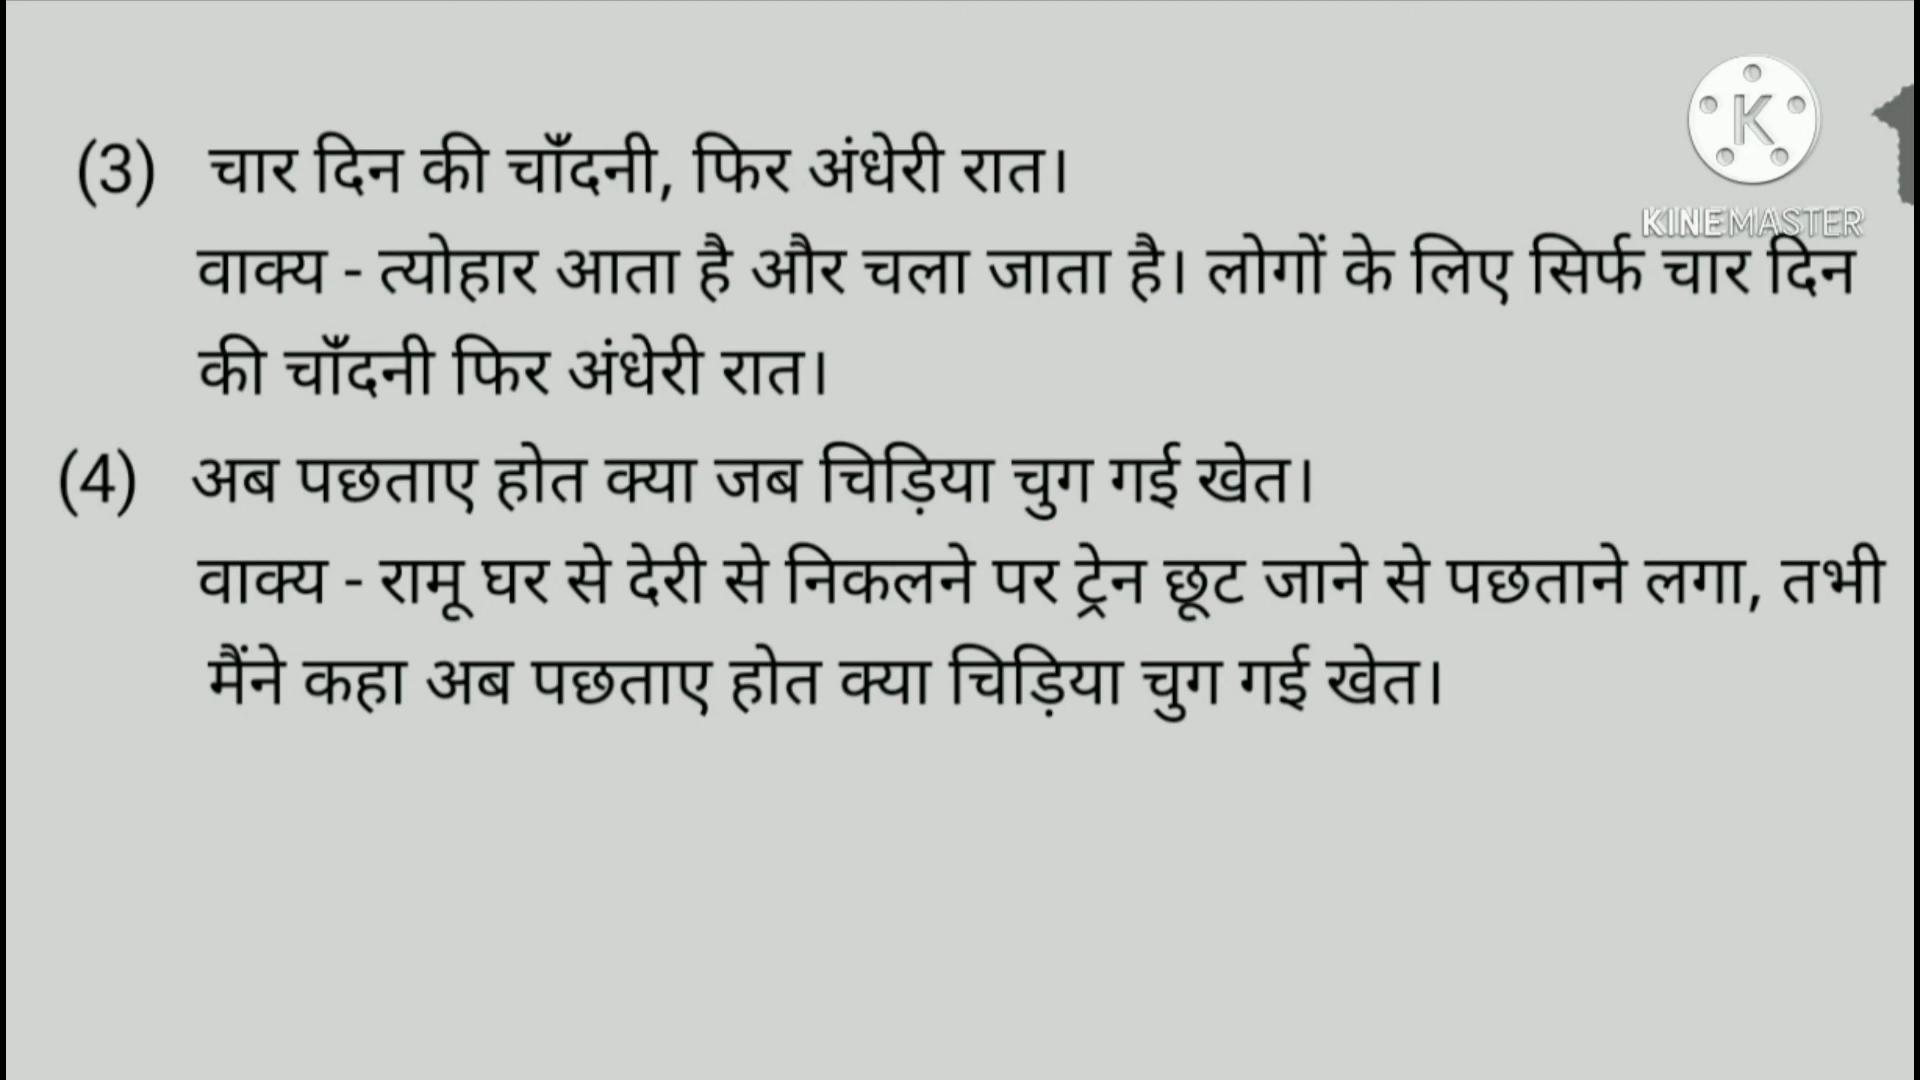 (3) चार दिन की चाँदनी, फिर अंधेरी रात।
K
KINEMASTER
वाक्य - त्योहार आता है और चला जाता है। लोगों के लिए सिर्फ चार दिन
की चाँदनी फिर अंधेरी रात।
(4) अब पछताए होत क्या जब चिड़िया चुग गई खेत।
वाक्य - रामू घर से देरी से निकलने पर ट्रेन छूट जाने से पछताने लगा, तभी
मैंने कहा अब पछताए होत क्या चिड़िया चुग गई खेत।